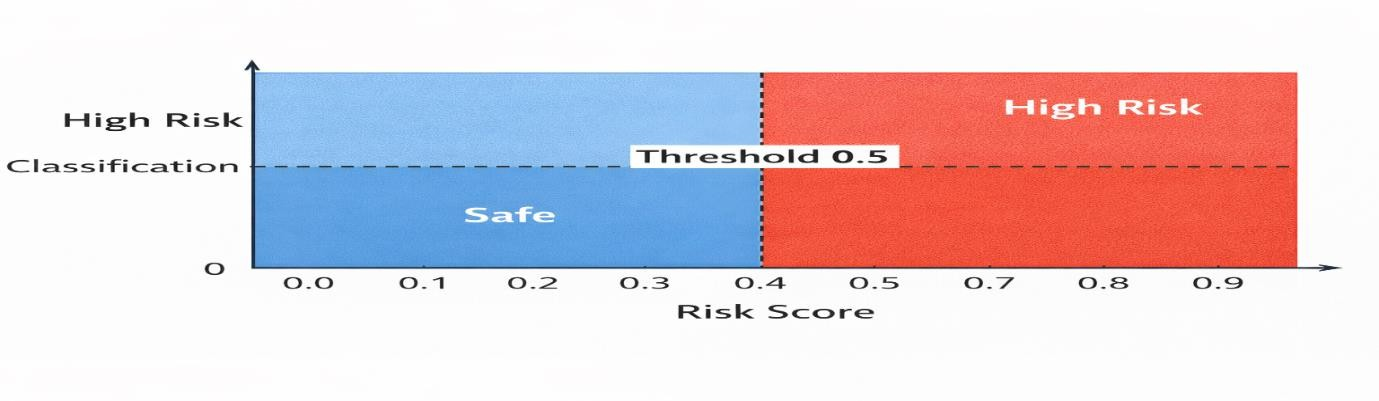 High Risk
High Risk
Threshold 0.5
Classification
Safe
0
0.0 0.1 0.2 0.3 0.4 0.5 0.7 0.8 0.9
Risk Score